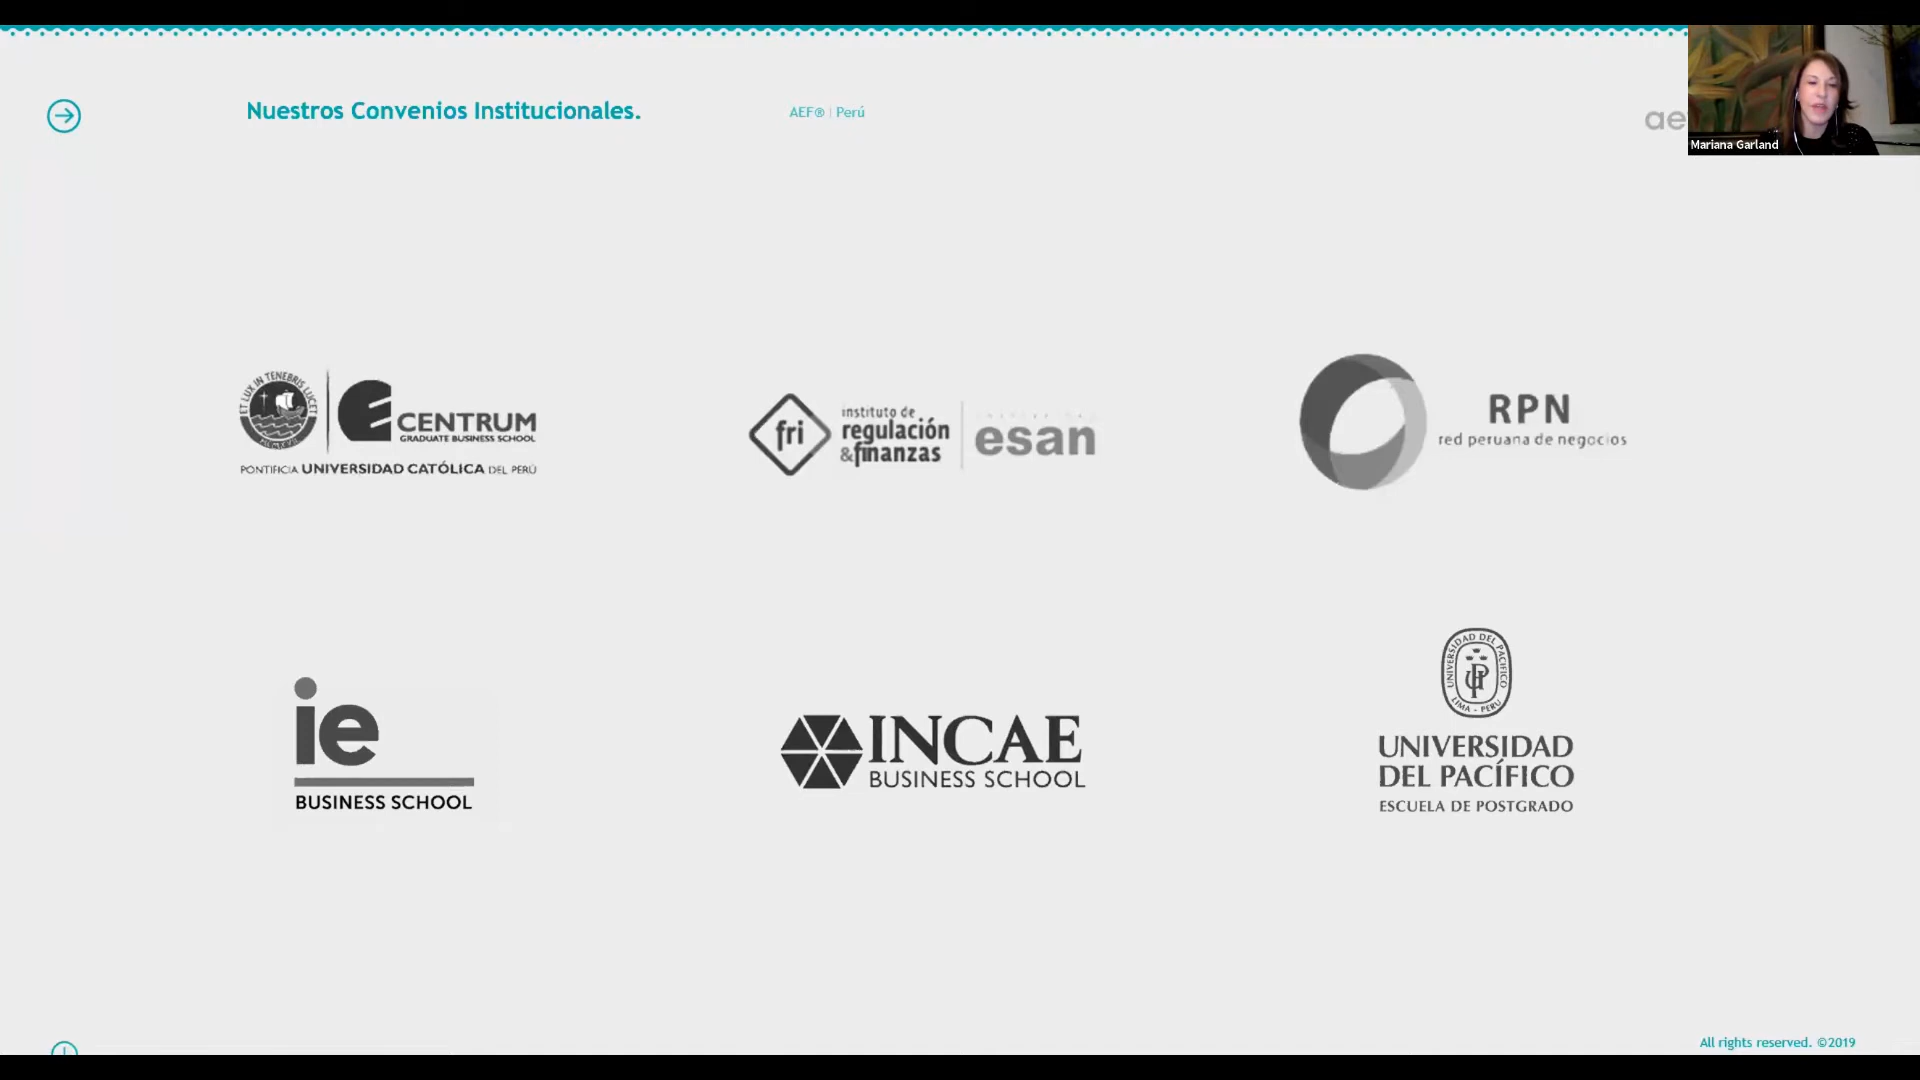 Nuestros Convenios Institucionales.
AEF® | Perú
ae
Mariana Garland
ET LUX IN TENEBRIS LUCET
CENTRUM
GRADUATE BUSINESS SCHOOL
PONTIFICIA UNIVERSIDAD CATÓLICA DEL PERÚ
fri
instituto de
regulación
&finanzas
esan
RPN
red peruana de negocios
ie
BUSINESS SCHOOL
INCAE
BUSINESS SCHOOL
UNIVERSIDAD DEL PACIFICO
LIMA - PERU
UP
UNIVERSIDAD
DEL PACÍFICO
ESCUELA DE POSTGRADO
All rights reserved. ©2019